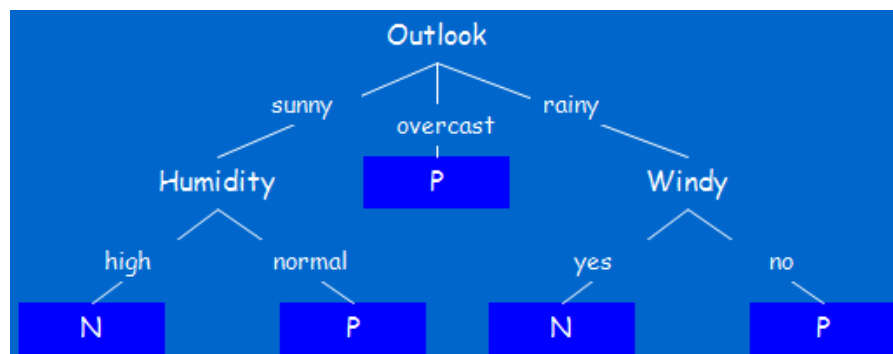 Outlook
sunny
overcast
rainy
Humidity
P
Windy
high
normal
yes
no
N
P
N
P